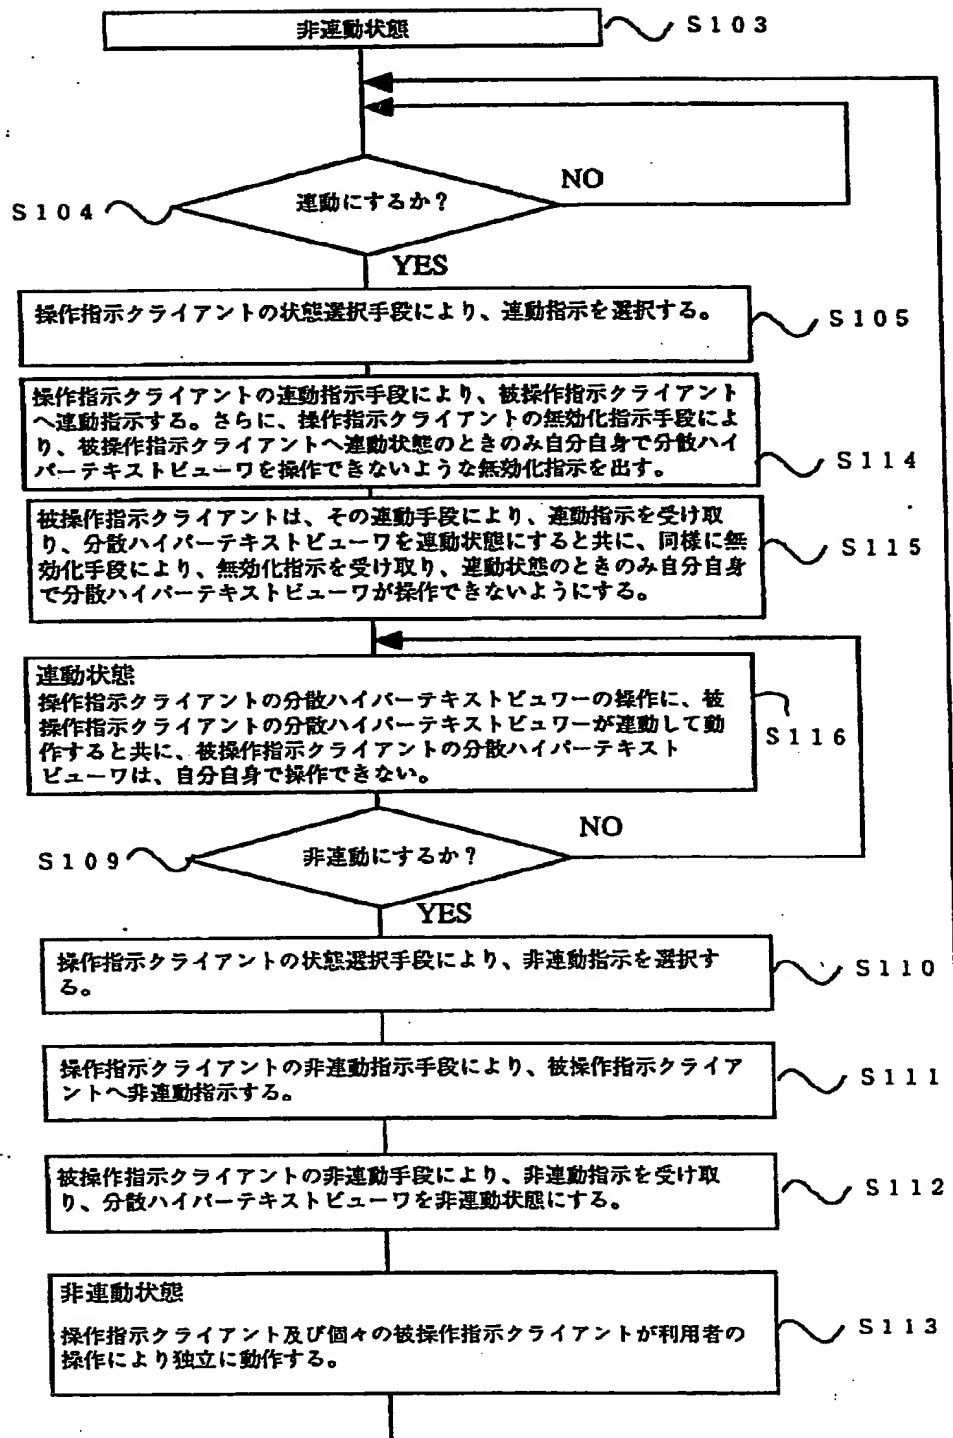 非連動状態
S103
連動にするか？
NO
S104
YES
操作指示クライアントの状態選択手段により、連動指示を選択する。
S105
操作指示クライアントの連動指示手段により、被操作指示クライアント
へ連動指示する。さらに、操作指示クライアントの無効化指示手段によ
り、被操作指示クライアントへ連動状態のときのみ自分自身で分散ハイ
パーテキストビューワを操作できないような無効化指示を出す。
S114
被操作指示クライアントは、その連動手段により、連動指示を受け取
り、分散ハイパーテキストビューワを連動状態にすると共に、同様に無
効化手段により、無効化指示を受け取り、連動状態のときのみ自分自身
で分散ハイパーテキストビューワが操作できないようにする。
S115
連動状態
操作指示クライアントの分散ハイパーテキストビュワーの操作に、被
操作指示クライアントの分散ハイパーテキストビュワーが連動して動
作すると共に、被操作指示クライアントの分散ハイパーテキスト
ビューワは、自分自身で操作できない。
S116
NO
S109
非連動にするか？
YES
操作指示クライアントの状態選択手段により、非連動指示を選択す
る。
S110
操作指示クライアントの非連動指示手段により、被操作指示クライア
ントへ非連動指示する。
S111
被操作指示クライアントの非連動手段により、非連動指示を受け取
り、分散ハイパーテキストビューワを非連動状態にする。
S112
非連動状態
操作指示クライアント及び個々の被操作指示クライアントが利用者の
操作により独立に動作する。
S113